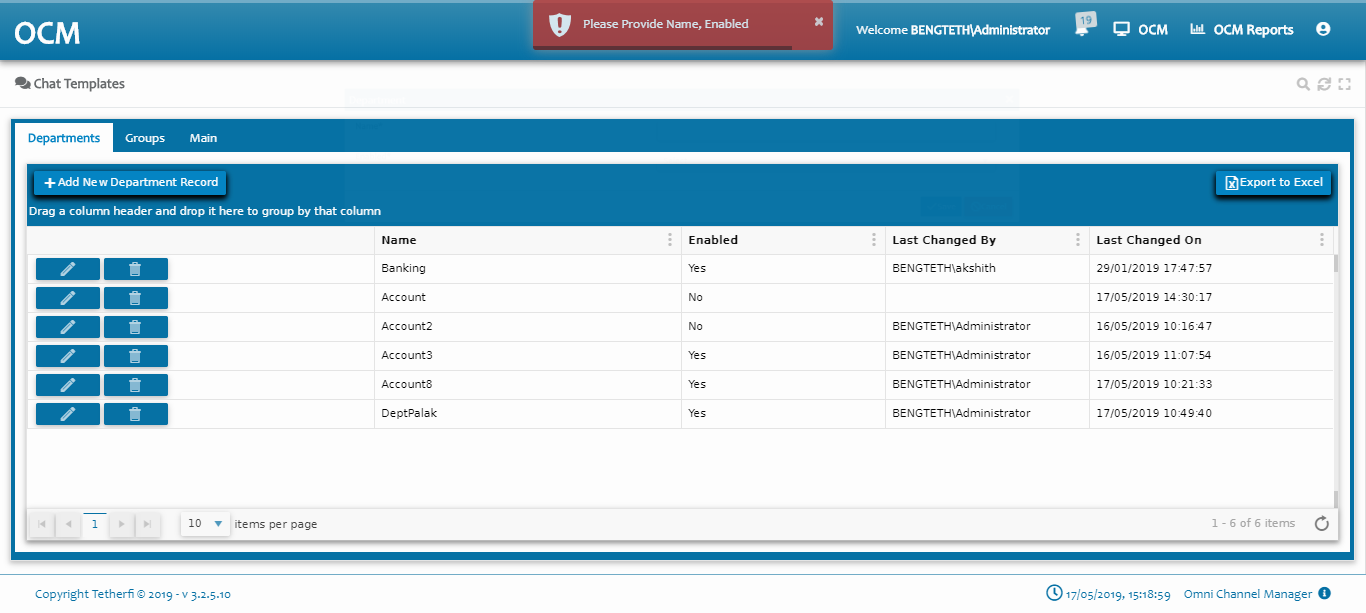 OCM
Please Provide Name, Enabled
Welcome BENGTETH\Administrator
19
OCM
OCM Reports
Chat Templates
Departments
Groups
Main
Add New Department Record
Export to Excel
Drag a column header and drop it here to group by that column
Name Enabled Last Changed By Last Changed On
Banking Yes BENGTETH\akshith 29/01/2019 17:47:57
Account No 17/05/2019 14:30:17
Account2 No BENGTETH\Administrator 16/05/2019 10:16:47
Account3 Yes BENGTETH\Administrator 16/05/2019 11:07:54
Account8 Yes BENGTETH\Administrator 17/05/2019 10:21:33
DeptPalak Yes BENGTETH\Administrator 17/05/2019 10:49:40
1 10 items per page 1 - 6 of 6 items
Copyright Tetherfi © 2019 - v 3.2.5.10
17/05/2019, 15:18:59 Omni Channel Manager